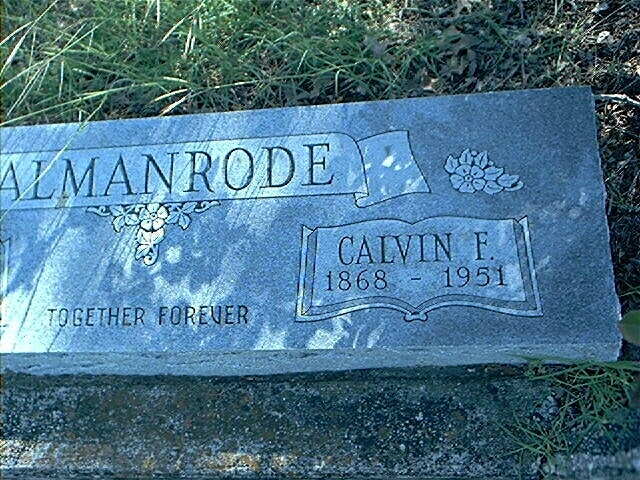 ALMANRODE
CALVIN F.
1868 - 1951
TOGETHER FOREVER